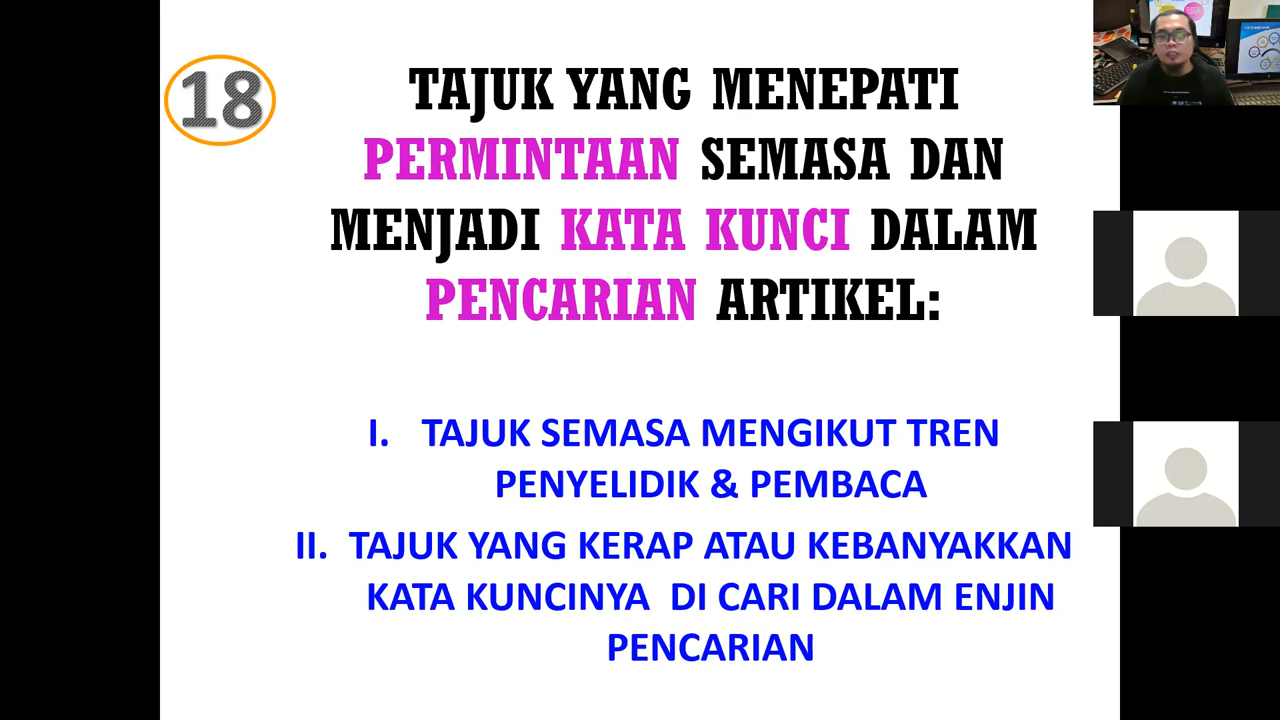 18
TAJUK YANG MENEPATI
PERMINTAAN SEMASA DAN
MENJADI KATA KUNCI DALAM
PENCARIAN ARTIKEL:
I. TAJUK SEMASA MENGIKUT TREN
PENYELIDIK & PEMBACA
II. TAJUK YANG KERAP ATAU KEBANYAKKAN
KATA KUNCINYA DI CARI DALAM ENJIN
PENCARIAN